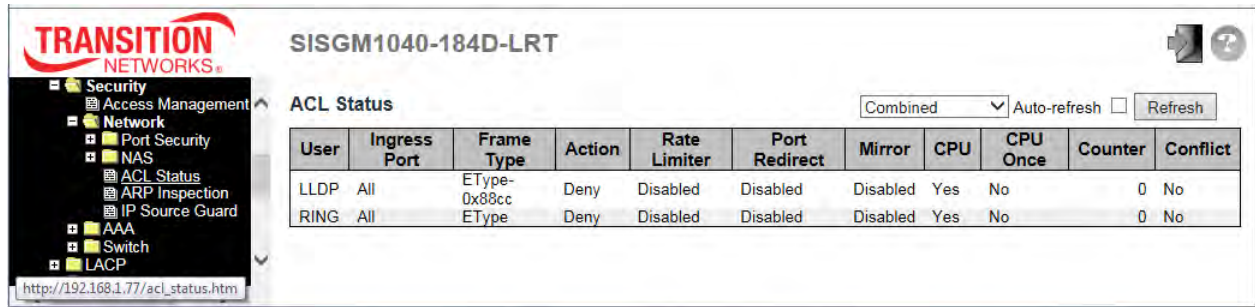 TRANSITION
NETWORKS®
SISGM1040-184D-LRT
Security
Access Management
Network
Port Security
NAS
ACL Status
ARP Inspection
IP Source Guard
AAA
Switch
LACP
http://192.168.1.77/acl_status.htm
ACL Status
Combined Auto-refresh Refresh
User Ingress Port Frame Type Action Rate Limiter Port Redirect Mirror CPU CPU Once Counter Conflict
LLDP All EType-0x88cc Deny Disabled Disabled Disabled Yes No 0 No
RING All EType Deny Disabled Disabled Disabled Yes No 0 No